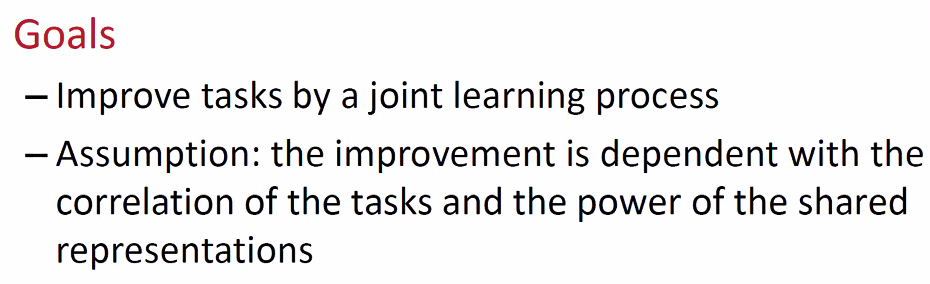 Goals
– Improve tasks by a joint learning process
– Assumption: the improvement is dependent with the
correlation of the tasks and the power of the shared
representations